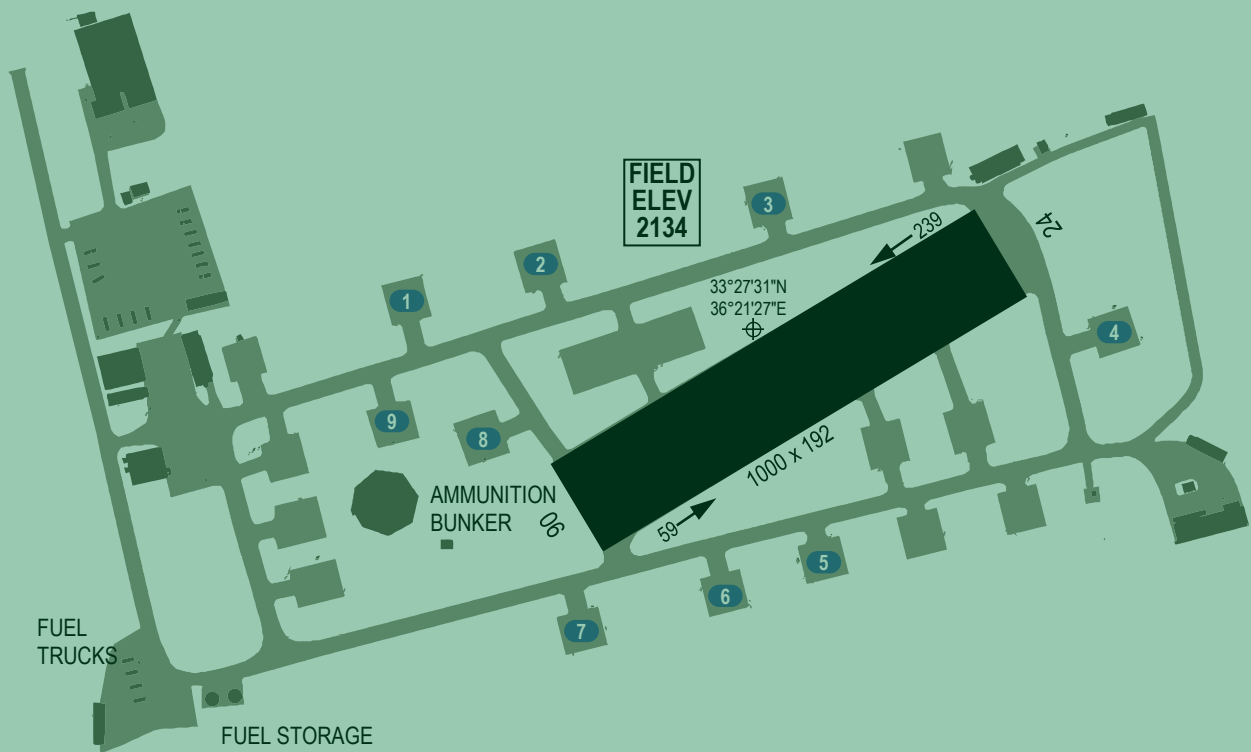 FIELD
ELEV
2134
3
239
24
2
33°27'31"N
36°21'27"E
1
4
9
8
1000 x 192
AMMUNITION
BUNKER
06
59
5
6
7
FUEL
TRUCKS
FUEL STORAGE